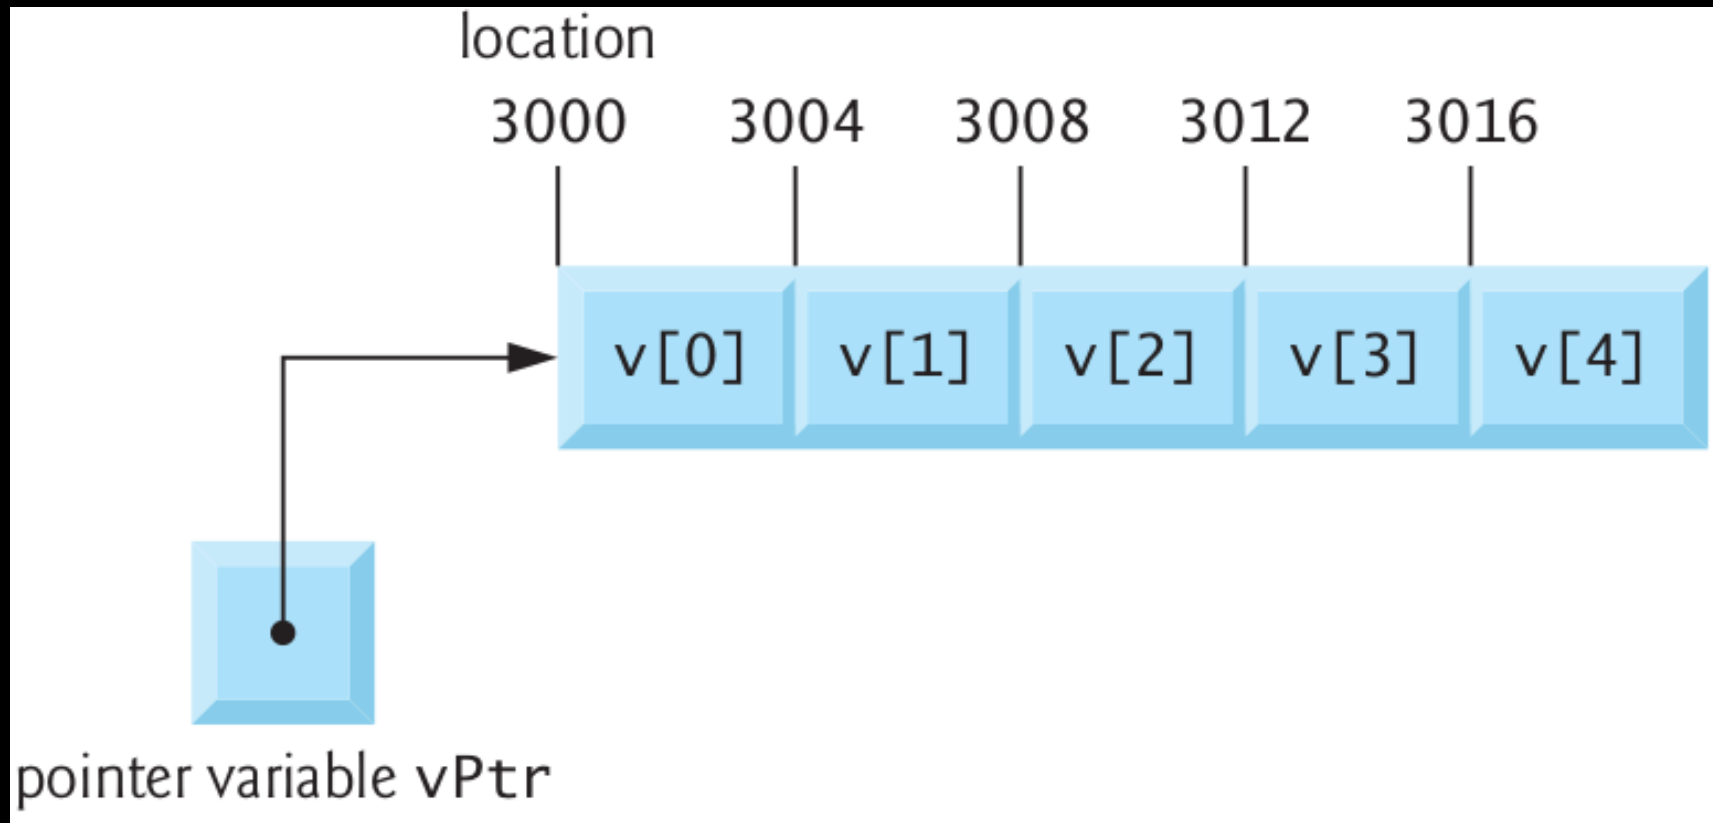 location
3000 3004 3008 3012 3016
v[0] v[1] v[2] v[3] v[4]
pointer variable vPtr